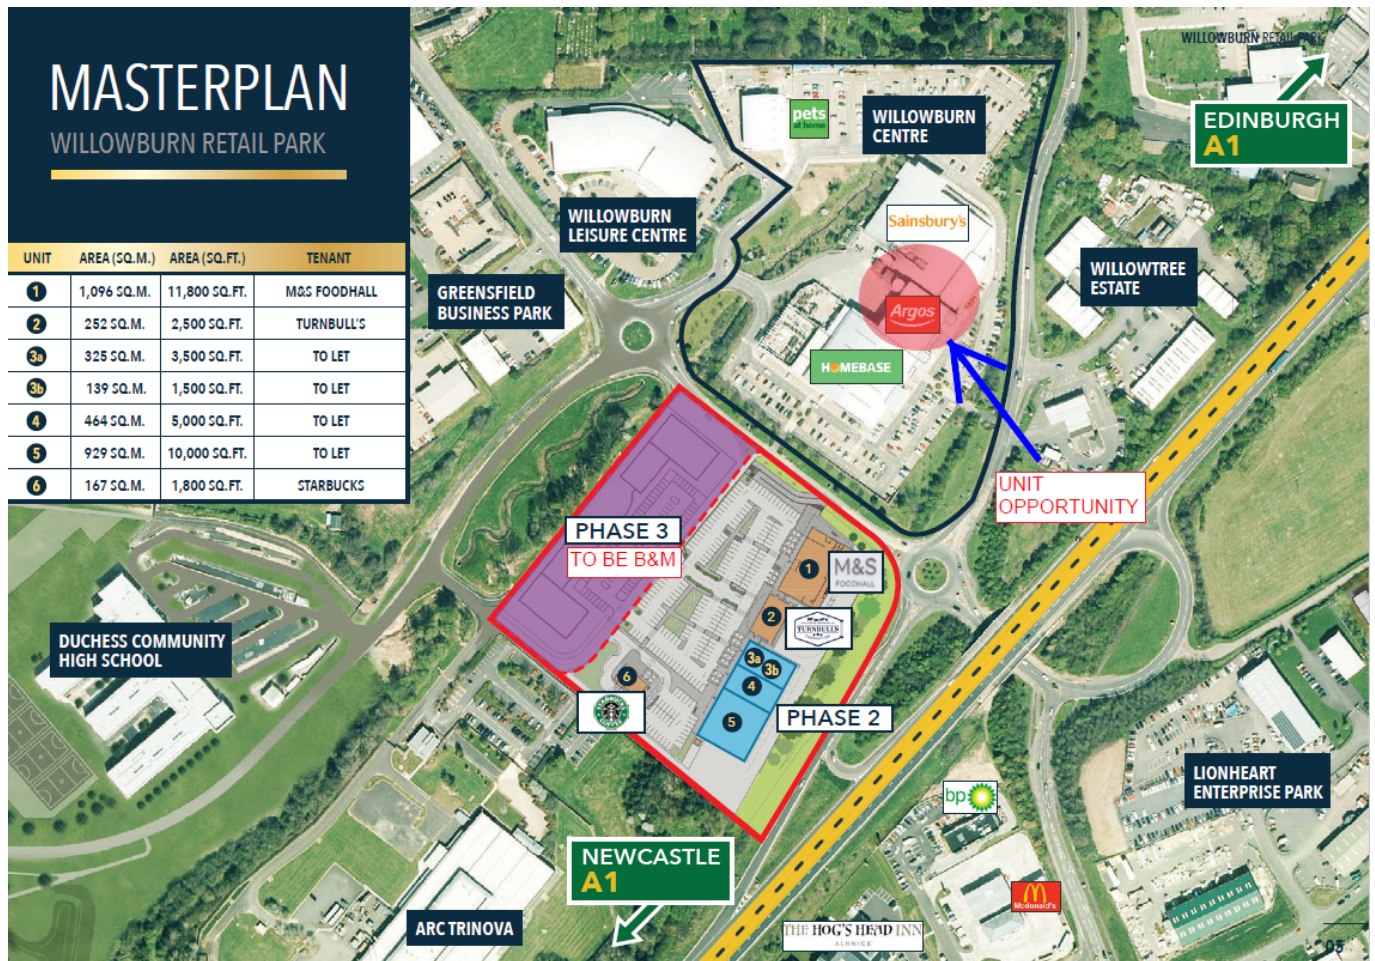 MASTERPLAN
WILLOWBURN RETAIL PARK
UNIT AREA (SQ.M.) AREA (SQ.FT.) TENANT
1 1,096 SQ.M. 11,800 SQ.FT. M&S FOODHALL
2 252 SQ.M. 2,500 SQ.FT. TURNBULL'S
3a 325 SQ.M. 3,500 SQ.FT. TO LET
3b 139 SQ.M. 1,500 SQ.FT. TO LET
4 464 SQ.M. 5,000 SQ.FT. TO LET
5 929 SQ.M. 10,000 SQ.FT. TO LET
6 167 SQ.M. 1,800 SQ.FT. STARBUCKS
WILLOWBURN RETAIL PARK
EDINBURGH
A1
pets
at home
WILLOWBURN
CENTRE
WILLOWBURN
LEISURE CENTRE
Sainsbury's
WILLOWTREE
ESTATE
GREENSFIELD
BUSINESS PARK
Argos
HOMEBASE
UNIT
OPPORTUNITY
PHASE 3
TO BE B&M
1
M&S
FOODHALL
2
TURNBULL'S
3a
3b
4
5
6
PHASE 2
DUCHESS COMMUNITY
HIGH SCHOOL
bp
LIONHEART
ENTERPRISE PARK
NEWCASTLE
A1
McDonald's
ARC TRINOVA
THE HOG'S HEAD INN
ALNWICK
05